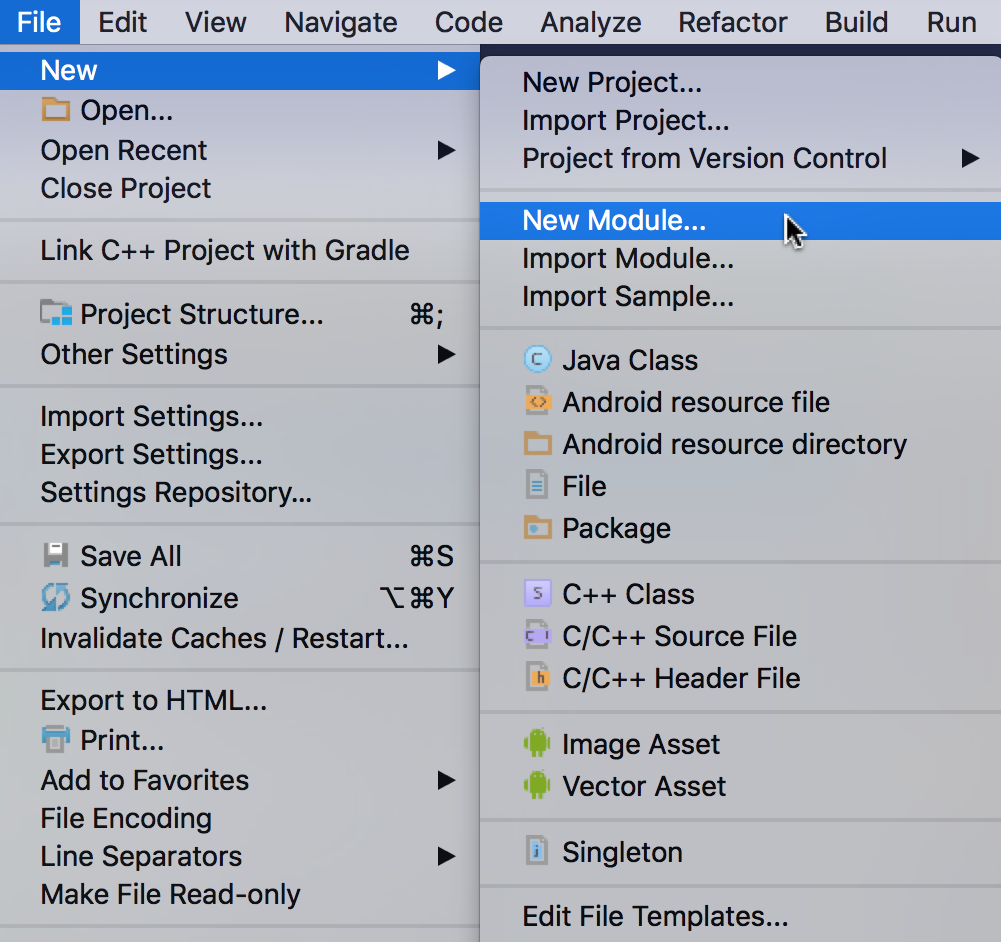 File Edit View Navigate Code Analyze Refactor Build Run
New
Open...
Open Recent
Close Project
Link C++ Project with Gradle
Project Structure... ⌘;
Other Settings
Import Settings...
Export Settings...
Settings Repository...
Save All ⌘S
Synchronize ⌥⌘Y
Invalidate Caches / Restart...
Export to HTML...
Print...
Add to Favorites
File Encoding
Line Separators
Make File Read-only
New Project...
Import Project...
Project from Version Control
New Module...
Import Module...
Import Sample...
Java Class
Android resource file
Android resource directory
File
Package
C++ Class
C/C++ Source File
C/C++ Header File
Image Asset
Vector Asset
Singleton
Edit File Templates...